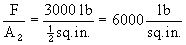 F/A₂ = 3000 lb / ½ sq. in. = 6000 lb / sq. in.